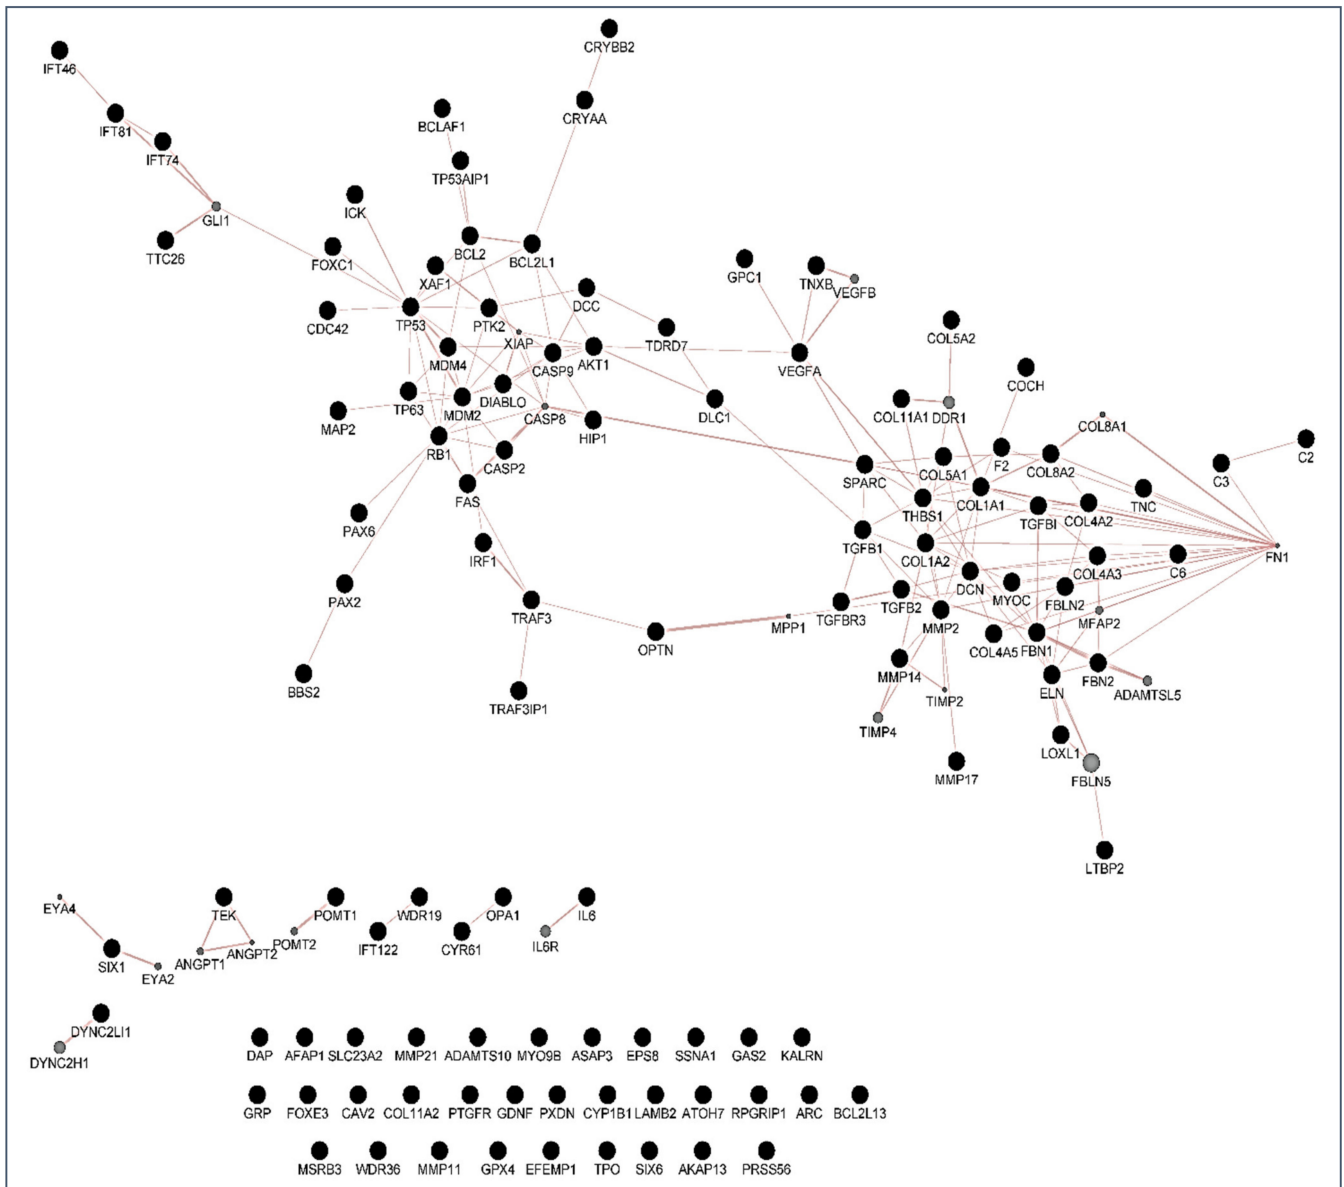 CRYBB2
IFT46
CRYAA
BCLAF1
IFT81
IFT74
TP53AIP1
ICK
GLI1
TTC26
FOXC1
BCL2
BCL2L1
XAF1
DCC
GPC1
TNXB
VEGFB
CDC42
TP53
PTK2
XIAP
TDRD7
COL5A2
MDM4
CASP9
AKT1
VEGFA
COCH
TP63
DIABLO
MDM2
CASP8
DLC1
COL11A1
DDR1
COL8A1
MAP2
HIP1
RB1
CASP2
F2
C2
COL5A1
COL8A2
C3
SPARC
FAS
THBS1
COL1A1
TNC
TGFBI
COL4A2
PAX6
TGFB1
COL1A2
FN1
IRF1
DCN
COL4A3
C6
PAX2
MYOC
FBLN2
TRAF3
TGFBR3
TGFB2
MMP2
MFAP2
MPP1
OPTN
COL4A5
FBN1
BBS2
MMP14
FBN2
ELN
ADAMTSL5
TIMP2
TRAF3IP1
TIMP4
LOXL1
MMP17
FBLN5
LTBP2
EYA4
TEK
POMT1
WDR19
OPA1
IL6
POMT2
IFT122
CYR61
IL6R
SIX1
EYA2
ANGPT1
ANGPT2
DYNC2LI1
DYNC2H1
DAP AFAP1 SLC23A2 MMP21 ADAMTS10 MYO9B ASAP3 EPS8 SSNA1 GAS2 KALRN
GRP FOXE3 CAV2 COL11A2 PTGFR GDNF PXDN CYP1B1 LAMB2 ATOH7 RPGRIP1 ARC BCL2L13
MSRB3 WDR36 MMP11 GPX4 EFEMP1 TPO SIX6 AKAP13 PRSS56